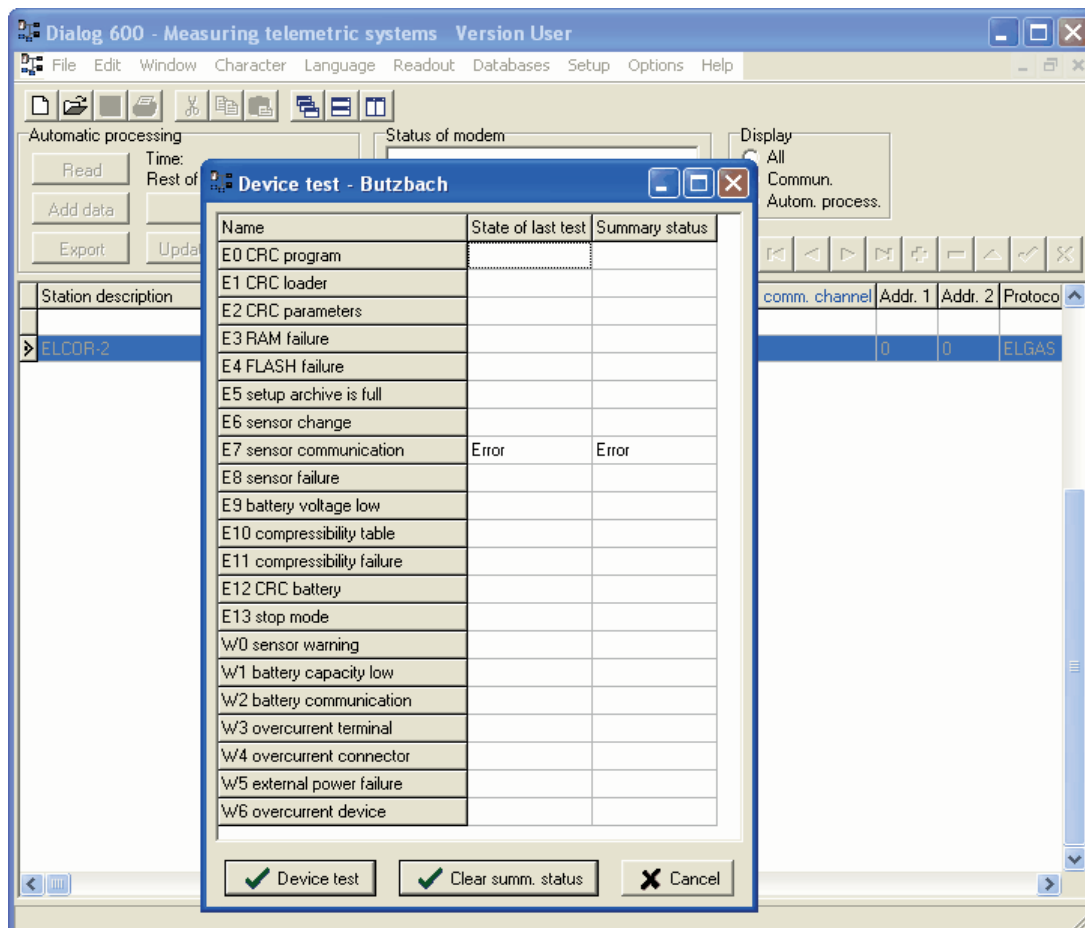 Dialog 600 - Measuring telemetric systems Version User
File Edit Window Character Language Readout Databases Setup Options Help
Automatic processing
Status of modem
Display
Read
Time:
Rest of
All
Commun.
Autom. process.
Add data
Export
Station description
comm. channel Addr. 1 Addr. 2
ELCOR-2 0 0 ELGAS
Device test - Butzbach
Name State of last test Summary status
E0 CRC program
E1 CRC loader
E2 CRC parameters
E3 RAM failure
E4 FLASH failure
E5 setup archive is full
E6 sensor change
E7 sensor communication Error Error
E8 sensor failure
E9 battery voltage low
E10 compressibility table
E11 compressibility failure
E12 CRC battery
E13 stop mode
W0 sensor warning
W1 battery capacity low
W2 battery communication
W3 overcurrent terminal
W4 overcurrent connector
W5 external power failure
W6 overcurrent device
Device test Clear summ. status Cancel